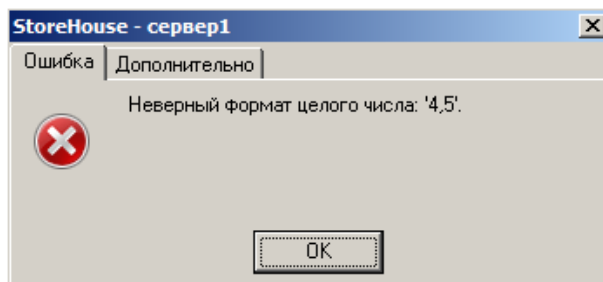 StoreHouse - сервер1
Ошибка
Дополнительно
Неверный формат целого числа: '4,5'.
OK